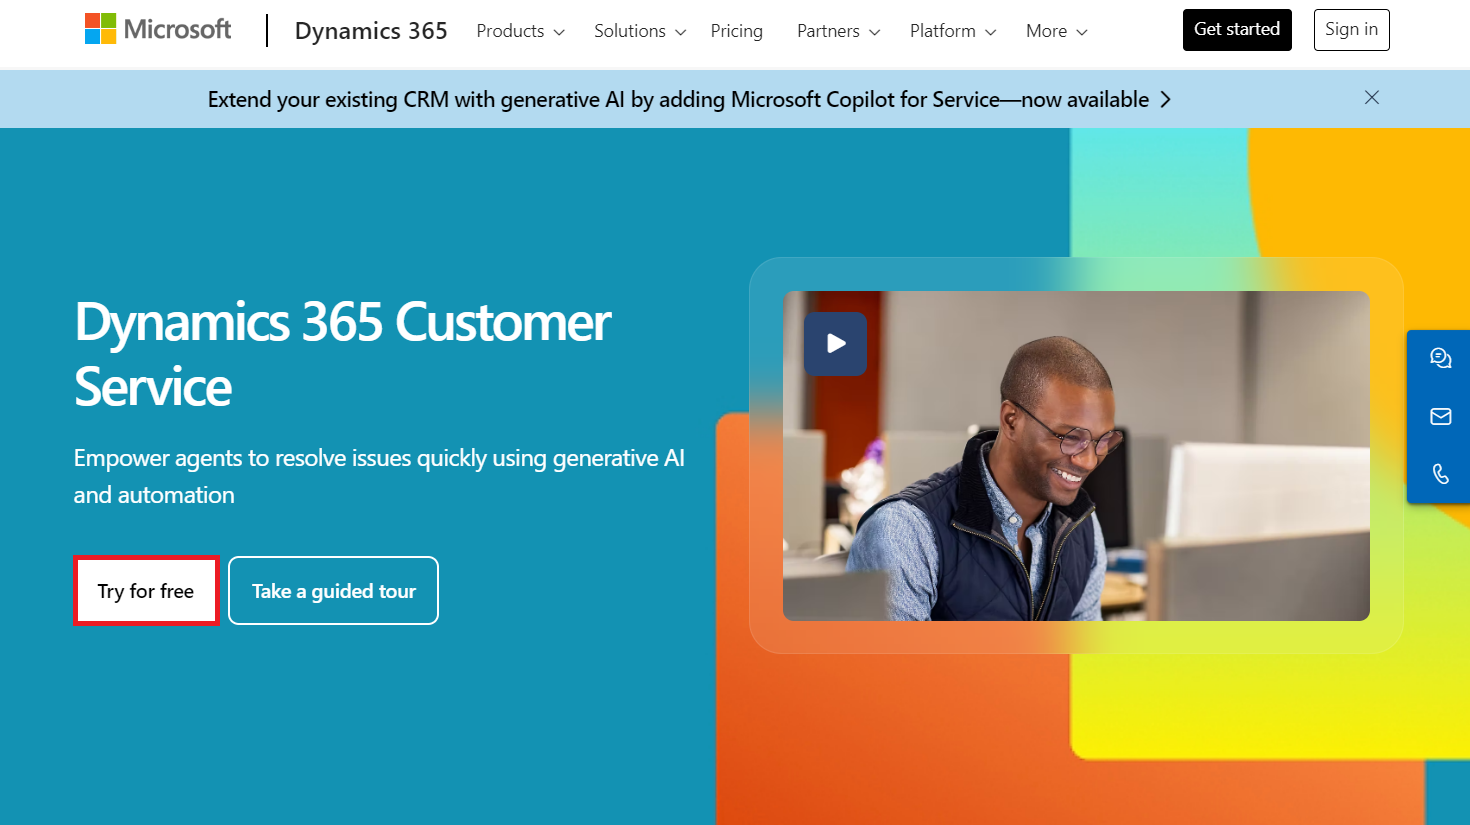 Microsoft
Dynamics 365
Products
Solutions
Pricing
Partners
Platform
More
Get started
Sign in
Extend your existing CRM with generative AI by adding Microsoft Copilot for Service—now available
Dynamics 365 Customer
Service
Empower agents to resolve issues quickly using generative AI
and automation
Try for free
Take a guided tour